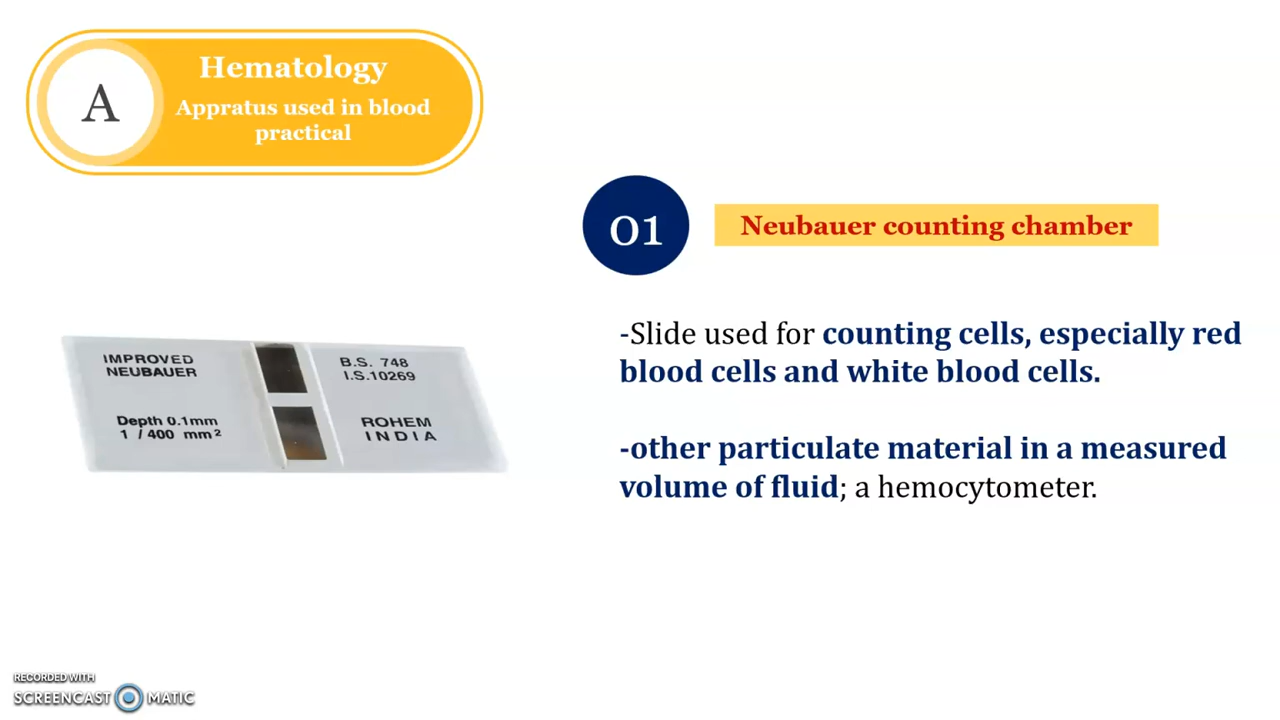 A
Hematology
Appratus used in blood
practical
01
Neubauer counting chamber
-Slide used for counting cells, especially red
blood cells and white blood cells.
-other particulate material in a measured
volume of fluid; a hemocytometer.
IMPROVED
NEUBAUER
Depth 0.1mm
1 / 400 mm²
B.S. 748
I.S.10269
ROHEM
INDIA
RECORDED WITH
SCREENCAST MATIC